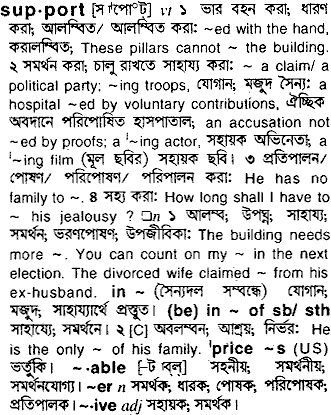 sup·port [সাপোট্] vt ১ ভার বহন করা; ধারণ
করা; আলম্বিত/ আলম্বিত করা: ~ed with the hand,
করালম্বিত; These pillars cannot ~ the building.
২ সমর্থন করা; চালু রাখতে সাহায্য করা: ~ a claim/ a
political party; ~ing troops, যোগান; মজুদ সৈন্য: a
hospital ~ed by voluntary contributions, ঐচ্ছিক
অবদানে পরিপোষিত হাসপাতাল; an accusation not
~ed by proofs; a ˈ~ing actor, সহায়ক অভিনেতা; a
ˈ~ing film (মূল ছবির) সহায়ক ছবি। ৩ প্রতিপালন/
পোষণ/ পরিপোষণ/ পরিপালন করা: He has no
family to ~. ৪ সহ্য করা: How long shall I have to
~ his jealousy? □n ১ আলম্ব; উপষ্টম্ভ; সাহায্য;
সমর্থন; ভরণপোষণ; উপজীবিকা: The building needs
more ~. You can count on my ~ in the next
election. The divorced wife claimed ~ from his
ex-husband. in ~ (সৈন্যদল সম্বন্ধে) যোগান;
মজুদ; সাহায্যার্থে প্রস্তুত। (be) in ~ of sb/ sth
সাহায্যে; সমর্থনে। ২ [C] অবলম্বন; আশ্রয়; নির্ভর: He
is the only ~ of his family. ˈprice ~s (US)
ভর্তুকি। ~·able [–টাব্‌ল্] সহনীয়; সমর্থনীয়;
সমর্থনযোগ্য। ~·er n সমর্থক; ধারক; পোষক; পরিপোষক;
প্রতিপালক। ~·ive adj সহায়ক; সমর্থক।